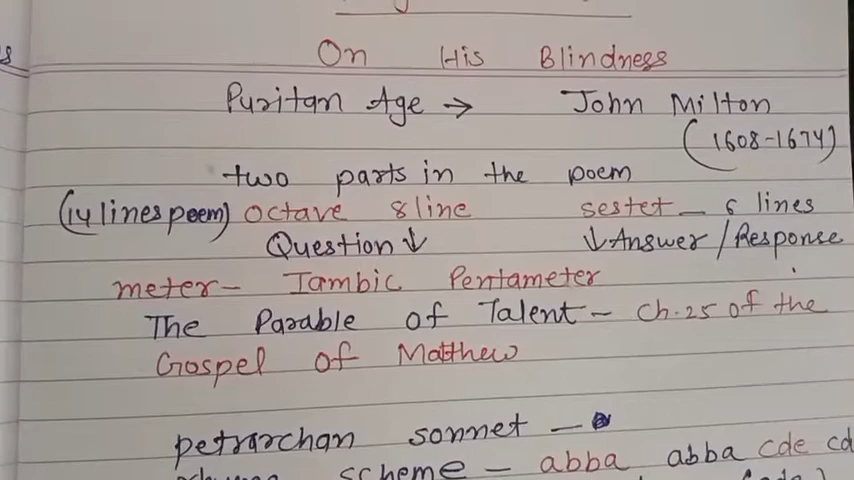 On His Blindness
Puritan Age → John Milton
(1608-1674)
two parts in the poem
(14 lines poem) octave 8 line sestet - 6 lines
Question ↓ ↓ Answer / Response
meter - Iambic Pentameter
The Parable of Talent - Ch. 25 of the
Gospel of Matthew
petrarchan sonnet -
scheme - abba abba cde cd